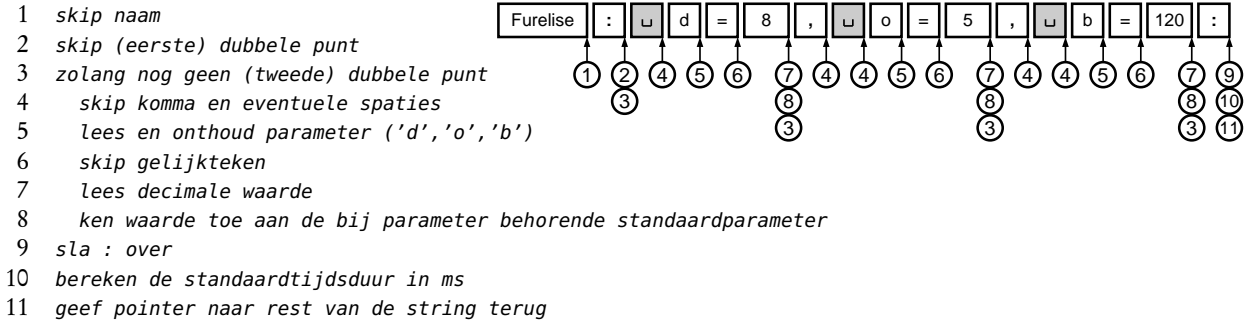 1 skip naam
2 skip (eerste) dubbele punt
3 zolang nog geen (tweede) dubbele punt
4 skip komma en eventuele spaties
5 lees en onthoud parameter ('d','o','b')
6 skip gelijkteken
7 lees decimale waarde
8 ken waarde toe aan de bij parameter behorende standaardparameter
9 sla : over
10 bereken de standaardtijdsduur in ms
11 geef pointer naar rest van de string terug
Furelise : ␣ d = 8 , ␣ o = 5 , ␣ b = 120 :
1 2 4 5 6 7 4 4 5 6 7 4 4 5 6 7 9
3 8 8 8 10
3 3 3 11